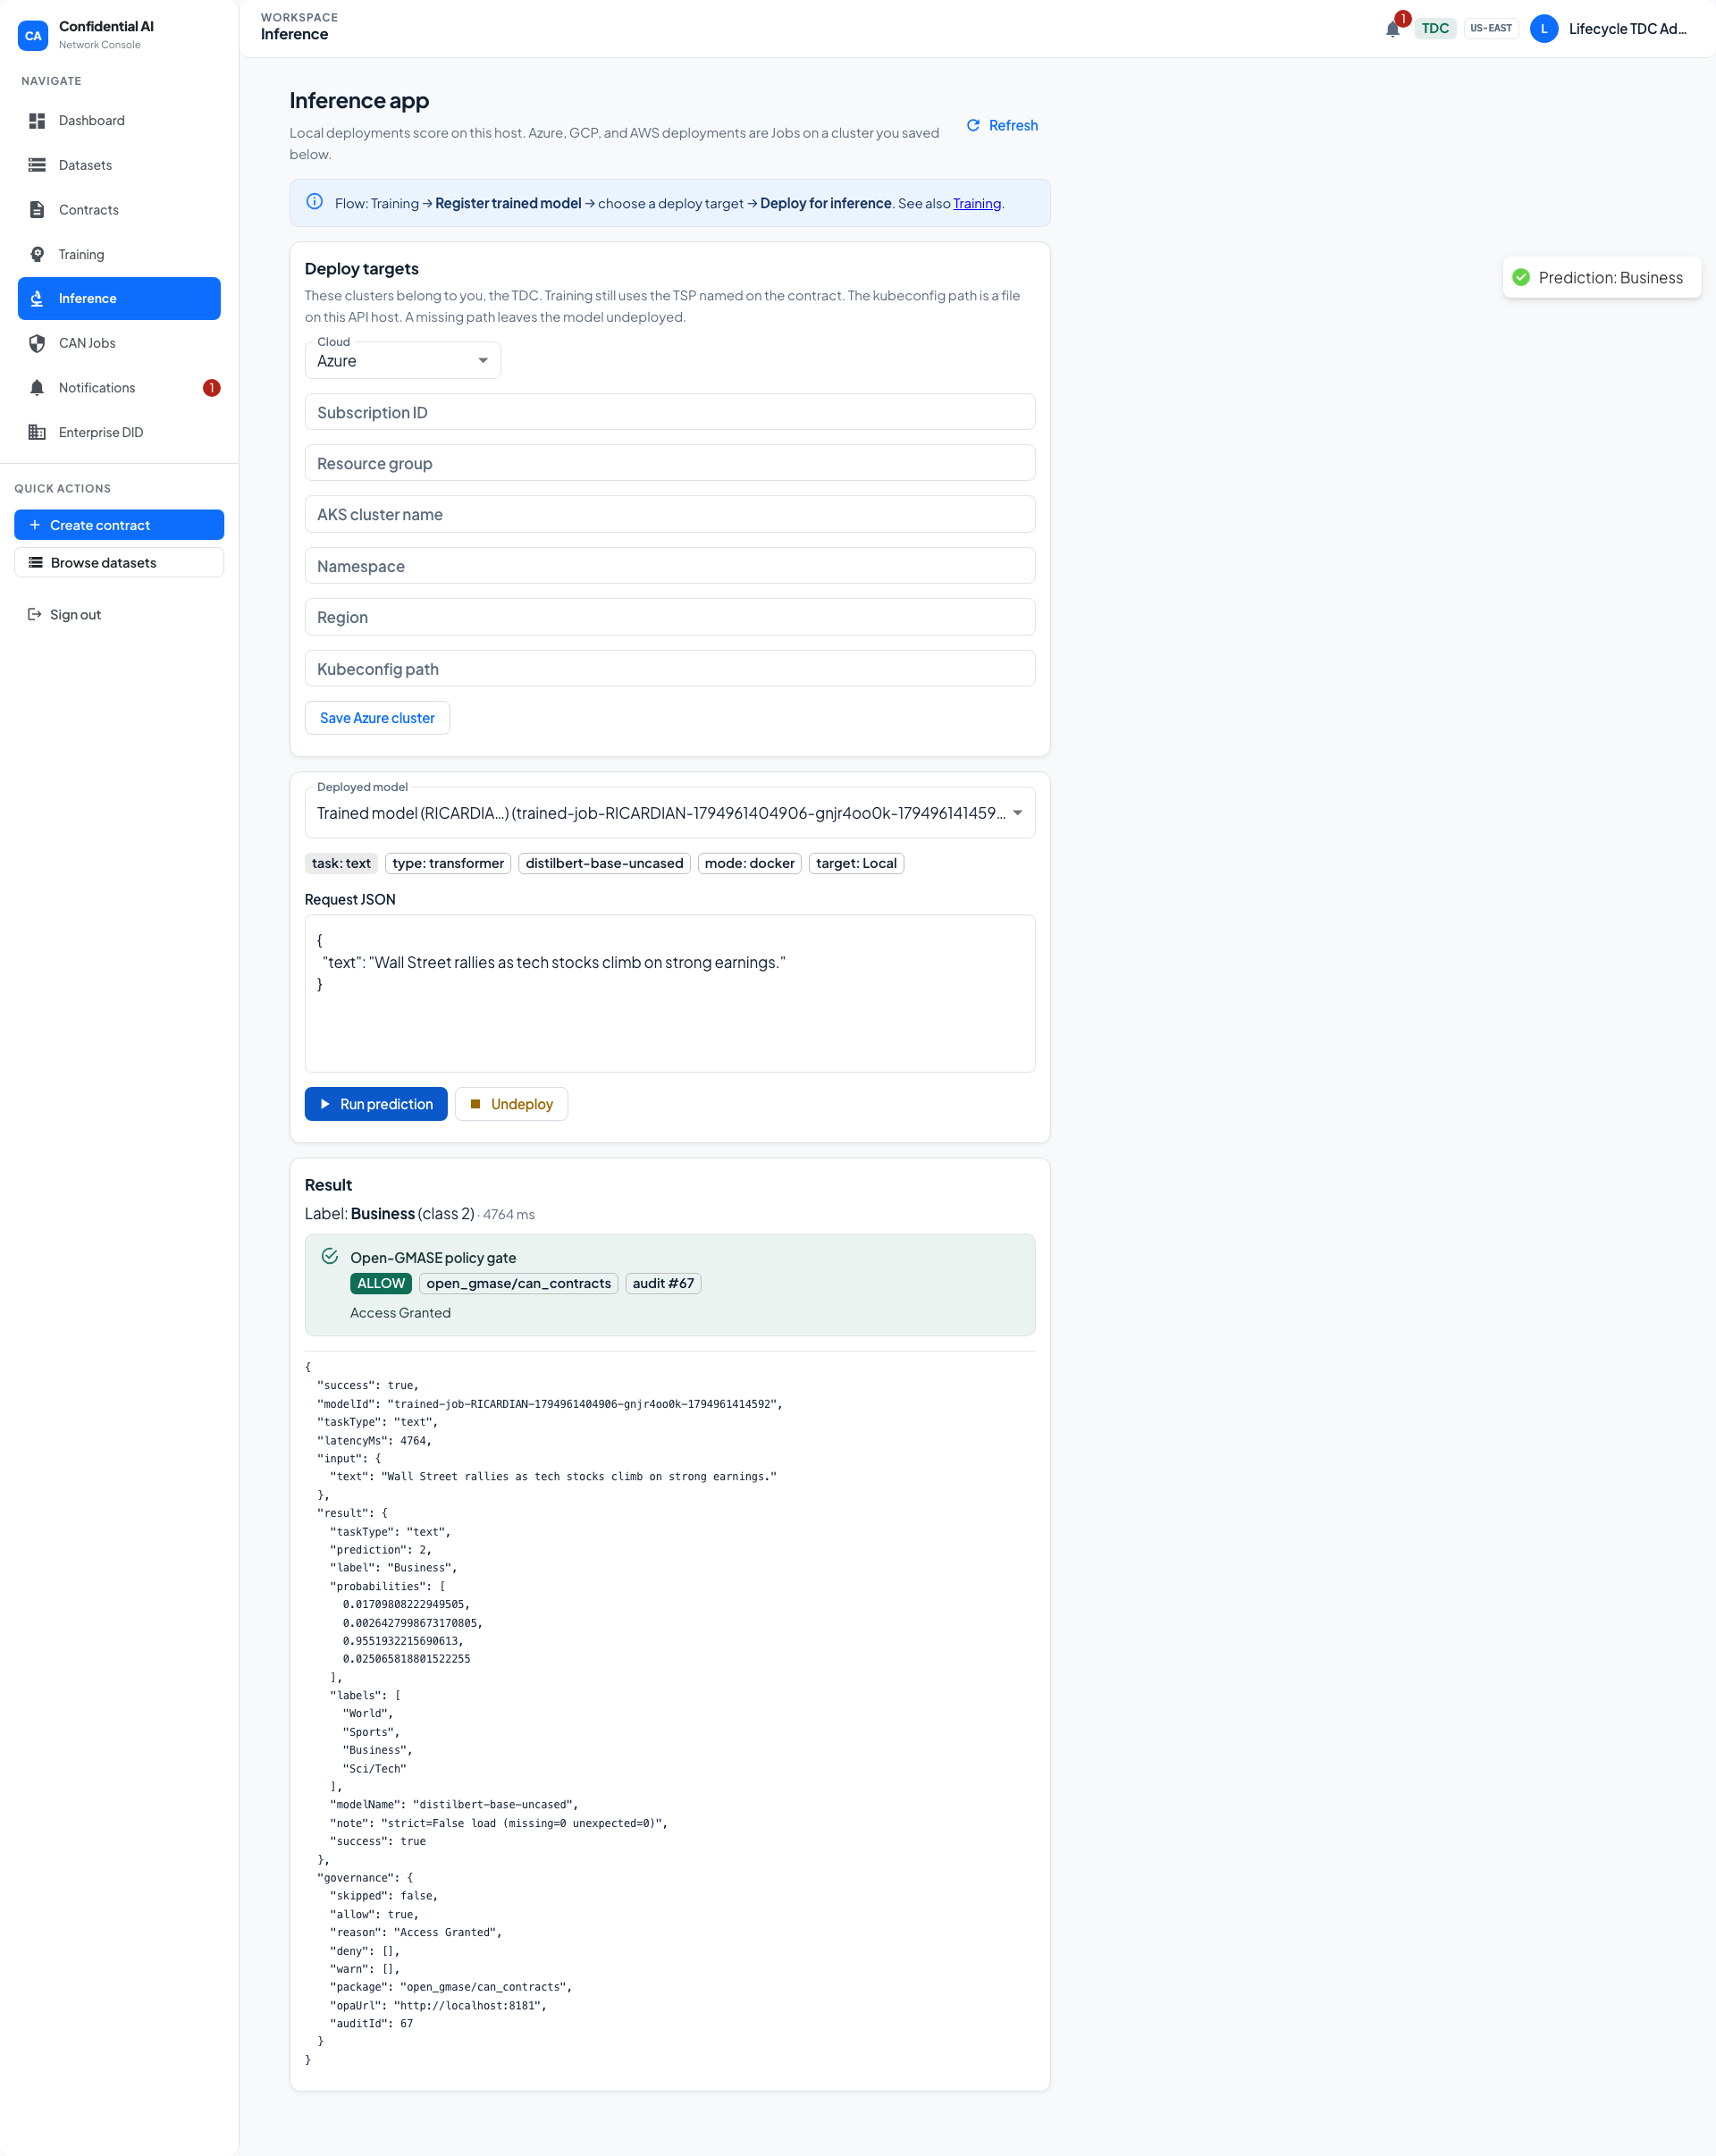 CA
Confidential AI
Network Console
NAVIGATE
Dashboard
Datasets
Contracts
Training
Inference
CAN Jobs
Notifications
1
Enterprise DID
QUICK ACTIONS
Create contract
Browse datasets
Sign out
WORKSPACE
Inference
1
TDC
US-EAST
L
Lifecycle TDC Ad...
Inference app
Local deployments score on this host. Azure, GCP, and AWS deployments are Jobs on a cluster you saved
below.
Refresh
Flow: Training → Register trained model → choose a deploy target → Deploy for inference. See also Training.
Prediction: Business
Deploy targets
These clusters belong to you, the TDC. Training still uses the TSP named on the contract. The kubeconfig path is a file
on this API host. A missing path leaves the model undeployed.
Cloud
Azure
Subscription ID
Resource group
AKS cluster name
Namespace
Region
Kubeconfig path
Save Azure cluster
Deployed model
Trained model (RICARDIA...) (trained-job-RICARDIAN-1794961404906-gnjr4oo0k-179496141459...
task: text
type: transformer
distilbert-base-uncased
mode: docker
target: Local
Request JSON
{
"text": "Wall Street rallies as tech stocks climb on strong earnings."
}
Run prediction
Undeploy
Result
Label: Business (class 2) · 4764 ms
Open-GMASE policy gate
ALLOW
open_gmase/can_contracts
audit #67
Access Granted
{
"success": true,
"modelId": "trained-job-RICARDIAN-1794961404906-gnjr4oo0k-1794961414592",
"taskType": "text",
"latencyMs": 4764,
"input": {
"text": "Wall Street rallies as tech stocks climb on strong earnings."
},
"result": {
"taskType": "text",
"prediction": 2,
"label": "Business",
"probabilities": [
0.01709808222949505,
0.0026427998673170805,
0.9551932215690613,
0.025065818801522255
],
"labels": [
"World",
"Sports",
"Business",
"Sci/Tech"
],
"modelName": "distilbert-base-uncased",
"note": "strict=False load (missing=0 unexpected=0)",
"success": true
},
"governance": {
"skipped": false,
"allow": true,
"reason": "Access Granted",
"deny": [],
"warn": [],
"package": "open_gmase/can_contracts",
"opaUrl": "http://localhost:8181",
"auditId": 67
}
}